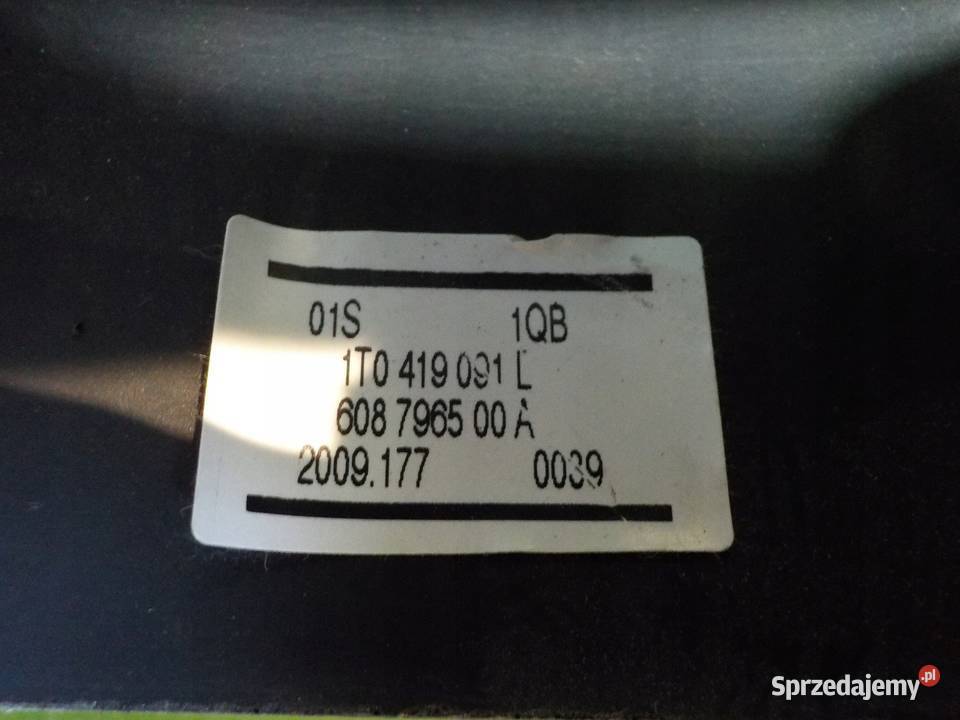 01S 1QB
1T0 419 091 L
608 7965 00 A
2009.177 0039
Sprzedajemy.pl